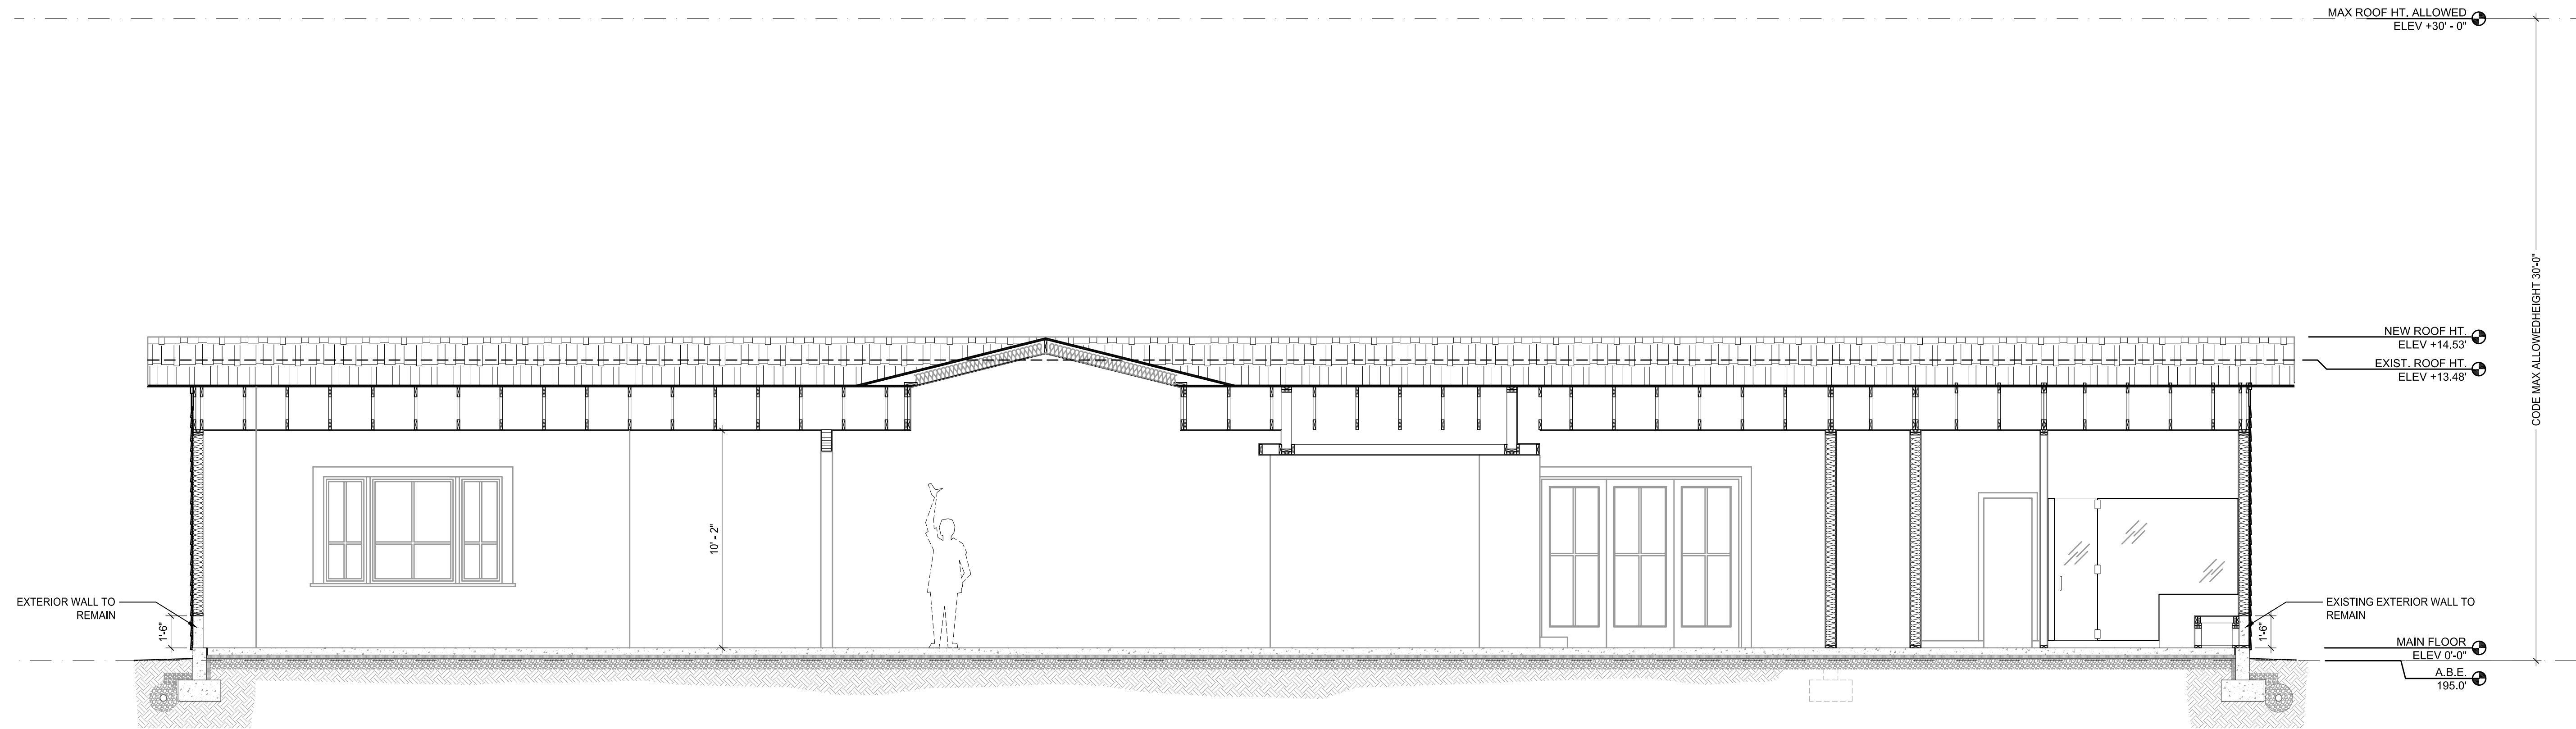 MAX ROOF HT. ALLOWED
ELEV +30' - 0"
CODE MAX ALLOWEDHEIGHT 30'-0"
NEW ROOF HT.
ELEV +14.53'
EXIST. ROOF HT.
ELEV +13.48'
10' - 2"
EXTERIOR WALL TO
REMAIN
1'-6"
EXISTING EXTERIOR WALL TO
REMAIN
1'-6"
MAIN FLOOR
ELEV 0'-0"
A.B.E.
195.0'